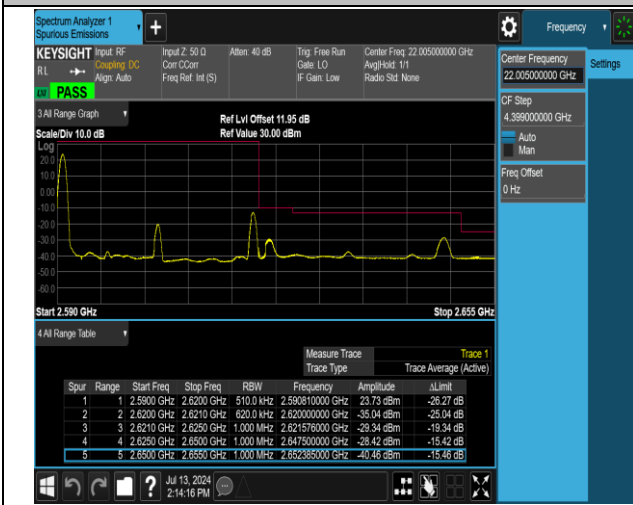 Spectrum Analyzer 1
Spurious Emissions
Frequency
KEYSIGHT
Input: RF
Coupling: DC
Align: Auto
Input Z: 50 Ω
Corr CCorr
Freq Ref: Int (S)
Atten: 40 dB
Trig: Free Run
Gate: LO
IF Gain: Low
Center Freq: 22.005000000 GHz
Avg|Hold: 1/1
Radio Std: None
RL
PASS
Center Frequency
22.005000000 GHz
Settings
CF Step
4.399000000 GHz
Auto
Man
Freq Offset
0 Hz
3 All Range Graph
Ref Lvl Offset 11.95 dB
Scale/Div 10.0 dB
Ref Value 30.00 dBm
Log
20.0
10.0
0.00
-10.0
-20.0
-30.0
-40.0
-50.0
-60.0
Start 2.590 GHz
Stop 2.655 GHz
4 All Range Table
Measure Trace Trace 1
Trace Type Trace Average (Active)
Spur Range Start Freq Stop Freq RBW Frequency Amplitude ΔLimit
1 1 2.5900 GHz 2.6200 GHz 510.0 kHz 2.590810000 GHz 23.73 dBm -26.27 dB
2 2 2.6200 GHz 2.6210 GHz 620.0 kHz 2.620000000 GHz -35.04 dBm -25.04 dB
3 3 2.6210 GHz 2.6250 GHz 1.000 MHz 2.621576000 GHz -29.34 dBm -19.34 dB
4 4 2.6250 GHz 2.6500 GHz 1.000 MHz 2.647500000 GHz -28.42 dBm -15.42 dB
5 5 2.6500 GHz 2.6550 GHz 1.000 MHz 2.652385000 GHz -40.46 dBm -15.46 dB
?
Jul 13, 2024
2:14:16 PM